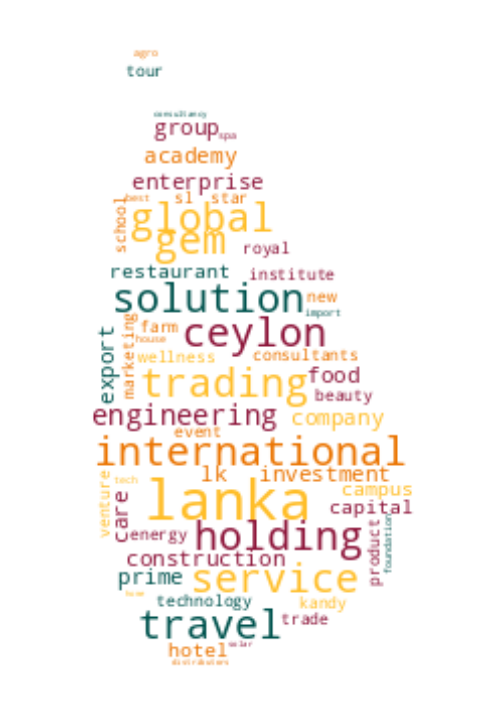 agro
tour
consultancy
group spa
academy
enterprise
best sl star
school
global
gem royal
restaurant institute
solution new
import
marketing farm ceylon
house
export wellness consultants
trading food
beauty
engineering company
event
international
lk investment
venture tech campus
lanka capital
care energy holding product foundation
construction
prime service
home
technology kandy
travel trade
hotel solar
distributors